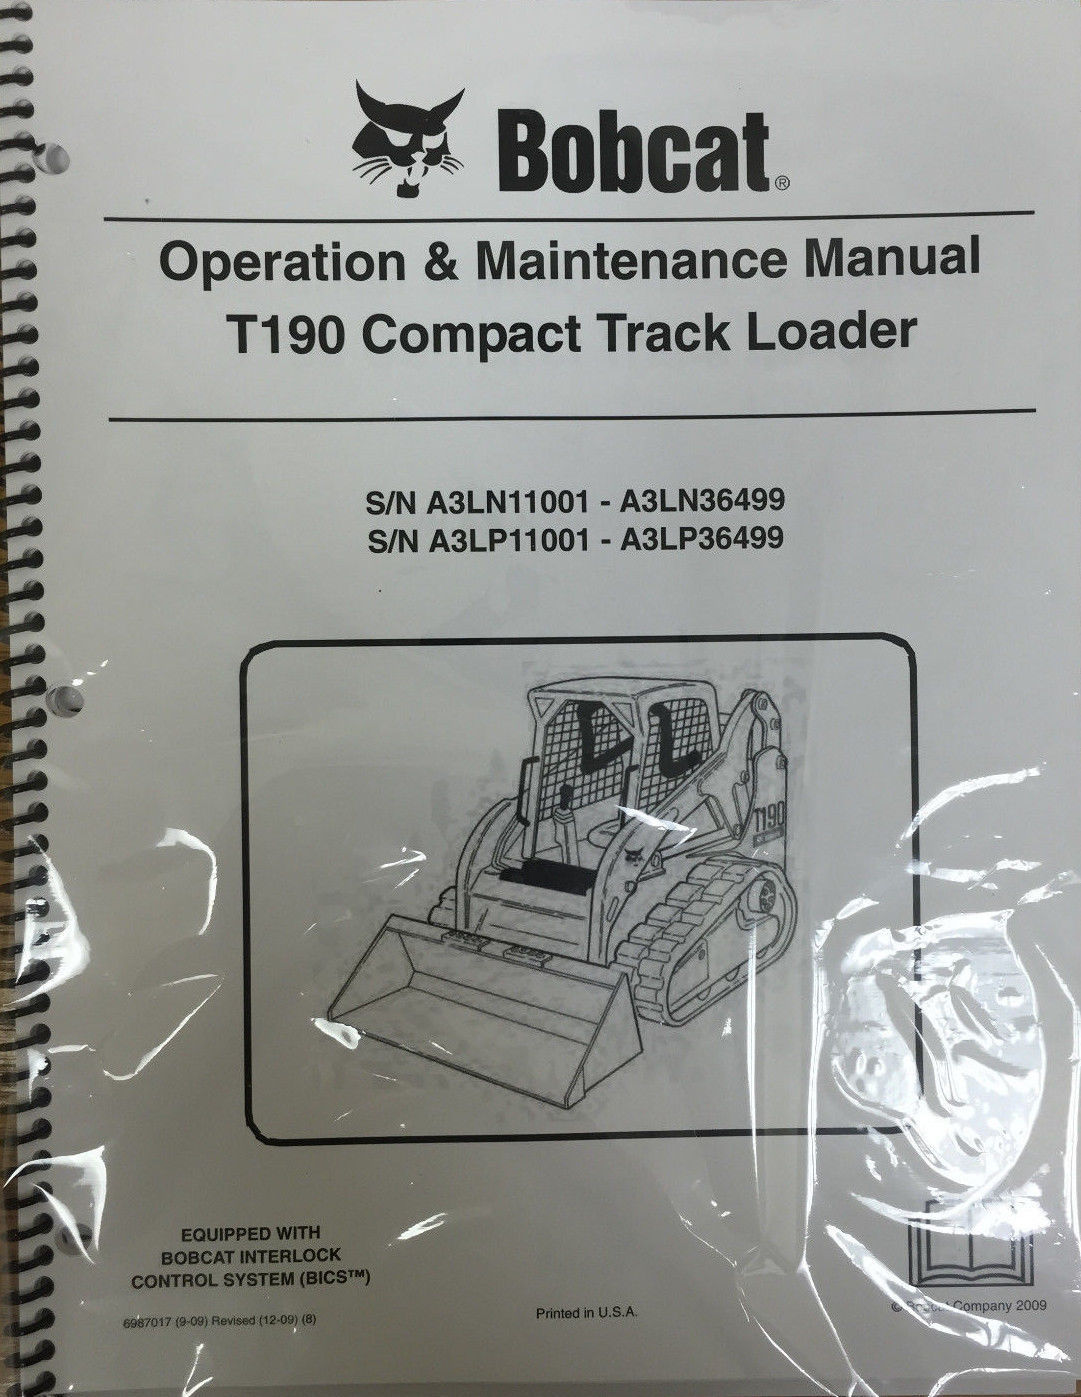 Bobcat®
Operation & Maintenance Manual
T190 Compact Track Loader
S/N A3LN11001 - A3LN36499
S/N A3LP11001 - A3LP36499
T190
EQUIPPED WITH
BOBCAT INTERLOCK
CONTROL SYSTEM (BICS™)
6987017 (9-09) Revised (12-09) (8)
Printed in U.S.A.
© Bobcat Company 2009